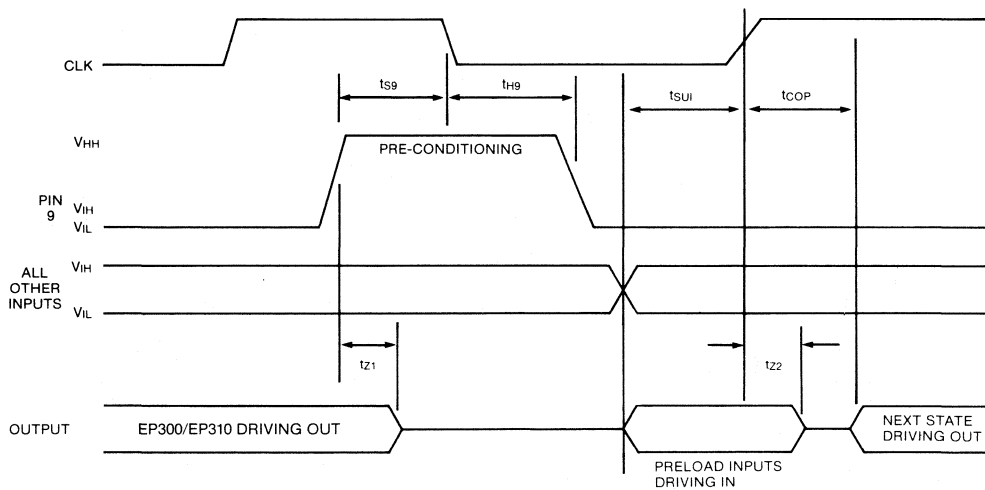 CLK
tS9
tH9
tSUI
tCOP
VHH
PRE-CONDITIONING
PIN
9
VIH
VIL
ALL
OTHER
INPUTS
VIH
VIL
tZ1
tZ2
OUTPUT
EP300/EP310 DRIVING OUT
PRELOAD INPUTS
DRIVING IN
NEXT STATE
DRIVING OUT